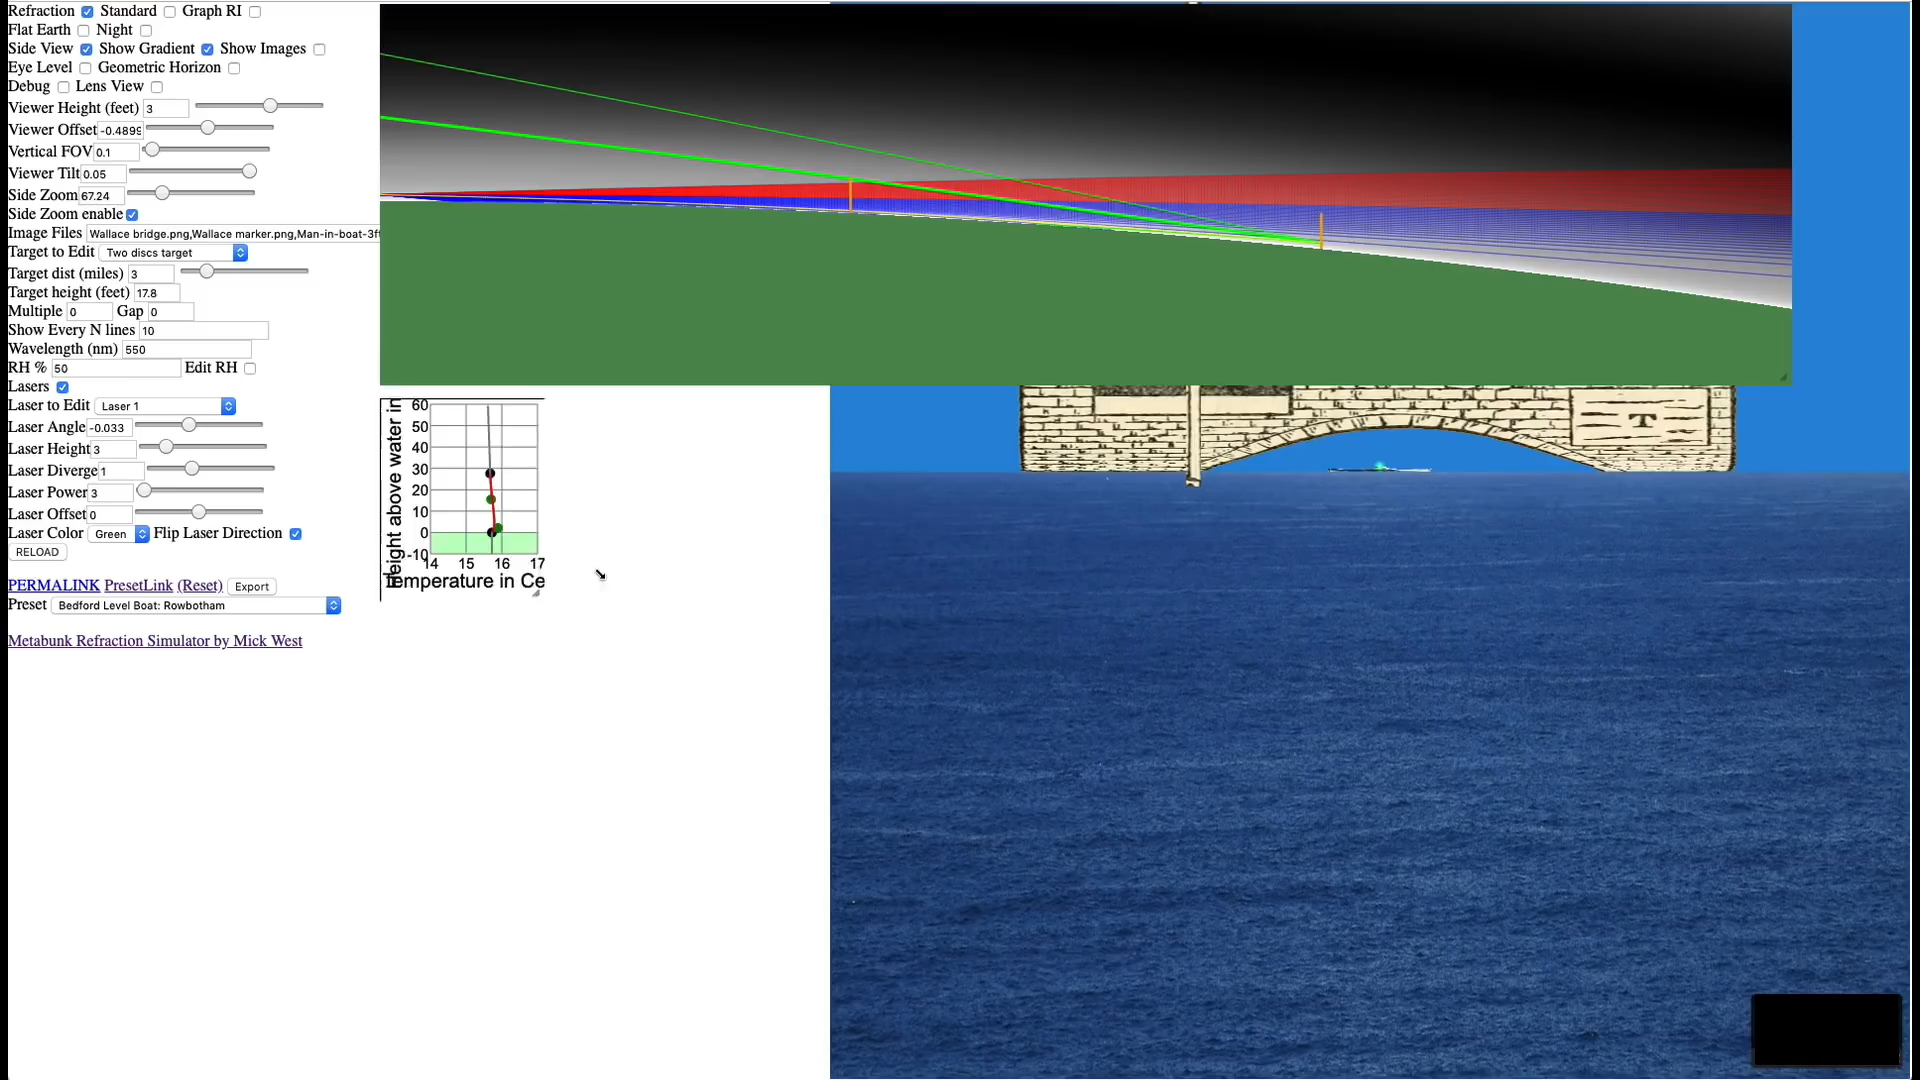 Refraction Standard Graph RI
Flat Earth Night
Side View Show Gradient Show Images
Eye Level Geometric Horizon
Debug Lens View
Viewer Height (feet) 3
Viewer Offset -0.4899
Vertical FOV 0.1
Viewer Tilt 0.05
Side Zoom 67.24
Side Zoom enable
Image Files Wallace bridge.png,Wallace marker.png,Man-in-boat-3f
Target to Edit Two discs target
Target dist (miles) 3
Target height (feet) 17.8
Multiple 0 Gap 0
Show Every N lines 10
Wavelength (nm) 550
RH % 50 Edit RH
Lasers
Laser to Edit Laser 1
Laser Angle -0.033
Laser Height 3
Laser Diverge 1
Laser Power 3
Laser Offset 0
Laser Color Green Flip Laser Direction
RELOAD
PERMALINK PresetLink (Reset) Export
Preset Bedford Level Boat: Rowbotham
Metabunk Refraction Simulator by Mick West
Height above water in
60
50
40
30
20
10
0
-10
14 15 16 17
Temperature in Ce
T